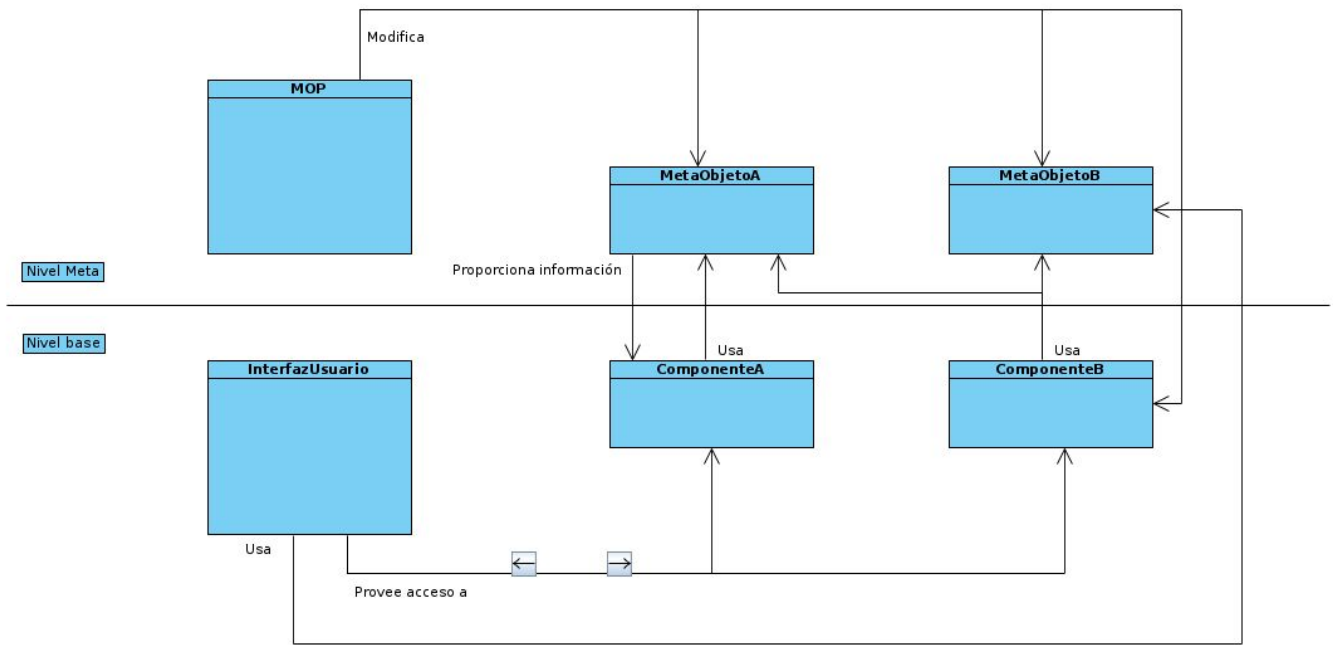 Modifica
MOP
MetaObjetoA
MetaObjetoB
Nivel Meta
Proporciona información
Nivel base
Usa
Usa
InterfazUsuario
ComponenteA
ComponenteB
Usa
Provee acceso a